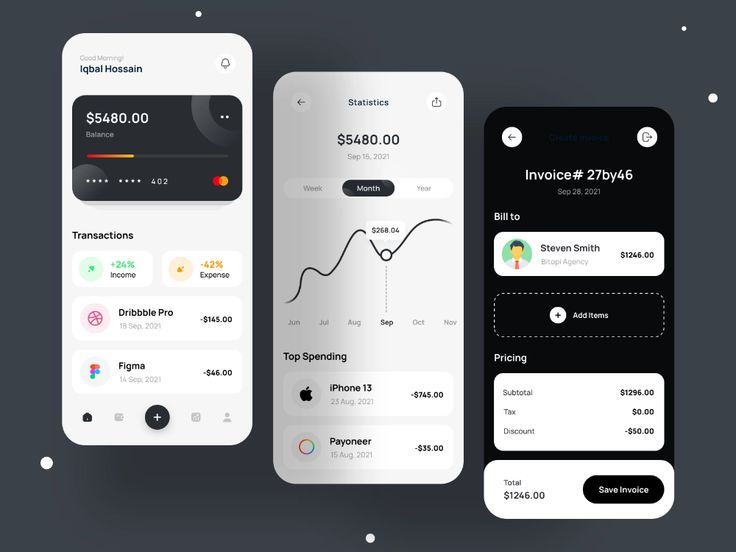 Good Morning!
Iqbal Hossain
$5480.00
Balance
**** **** 402
Transactions
+24%
Income
-42%
Expense
Dribbble Pro
18 Sep, 2021
-$145.00
Figma
14 Sep, 2021
-$46.00
Statistics
$5480.00
Sep 15, 2021
Week Month Year
$268.04
Jun Jul Aug Sep Oct Nov
Top Spending
iPhone 13
23 Aug, 2021
-$745.00
Payoneer
15 Aug, 2021
-$35.00
Create Invoice
Invoice# 27by46
Sep 28, 2021
Bill to
Steven Smith
Bitopi Agency
$1246.00
Add Items
Pricing
Subtotal $1296.00
Tax $0.00
Discount -$50.00
Total
$1246.00
Save Invoice